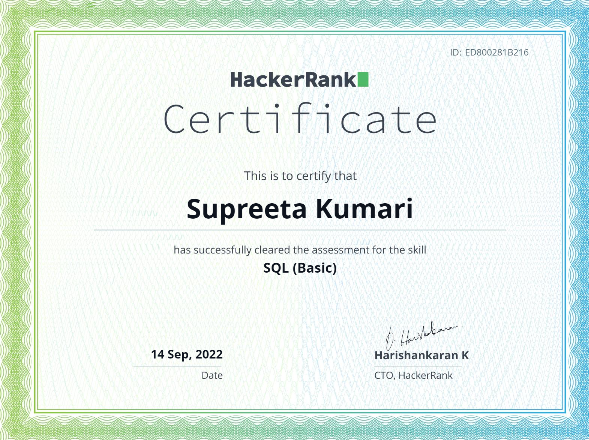 ID: ED800281B216
HackerRank
Certificate
This is to certify that
Supreeta Kumari
has successfully cleared the assessment for the skill
SQL (Basic)
14 Sep, 2022
Date
Harishankaran K
CTO, HackerRank